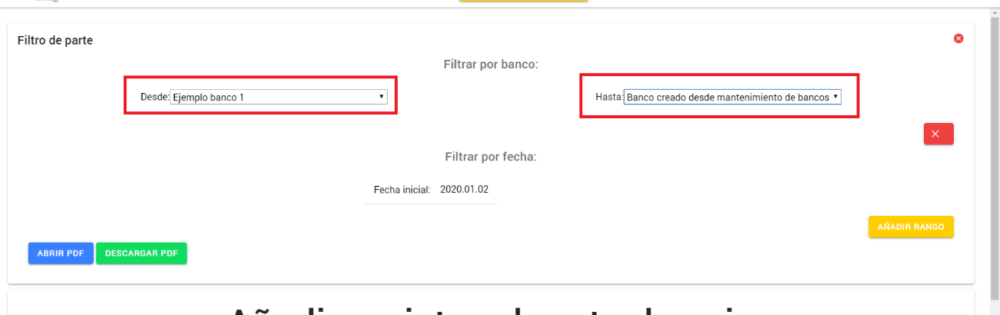 Filtro de parte
Filtrar por banco:
Desde: Ejemplo banco 1
Hasta: Banco creado desde mantenimiento de bancos
Filtrar por fecha:
Fecha inicial: 2020.01.02
AÑADIR RANGO
ABRIR PDF DESCARGAR PDF